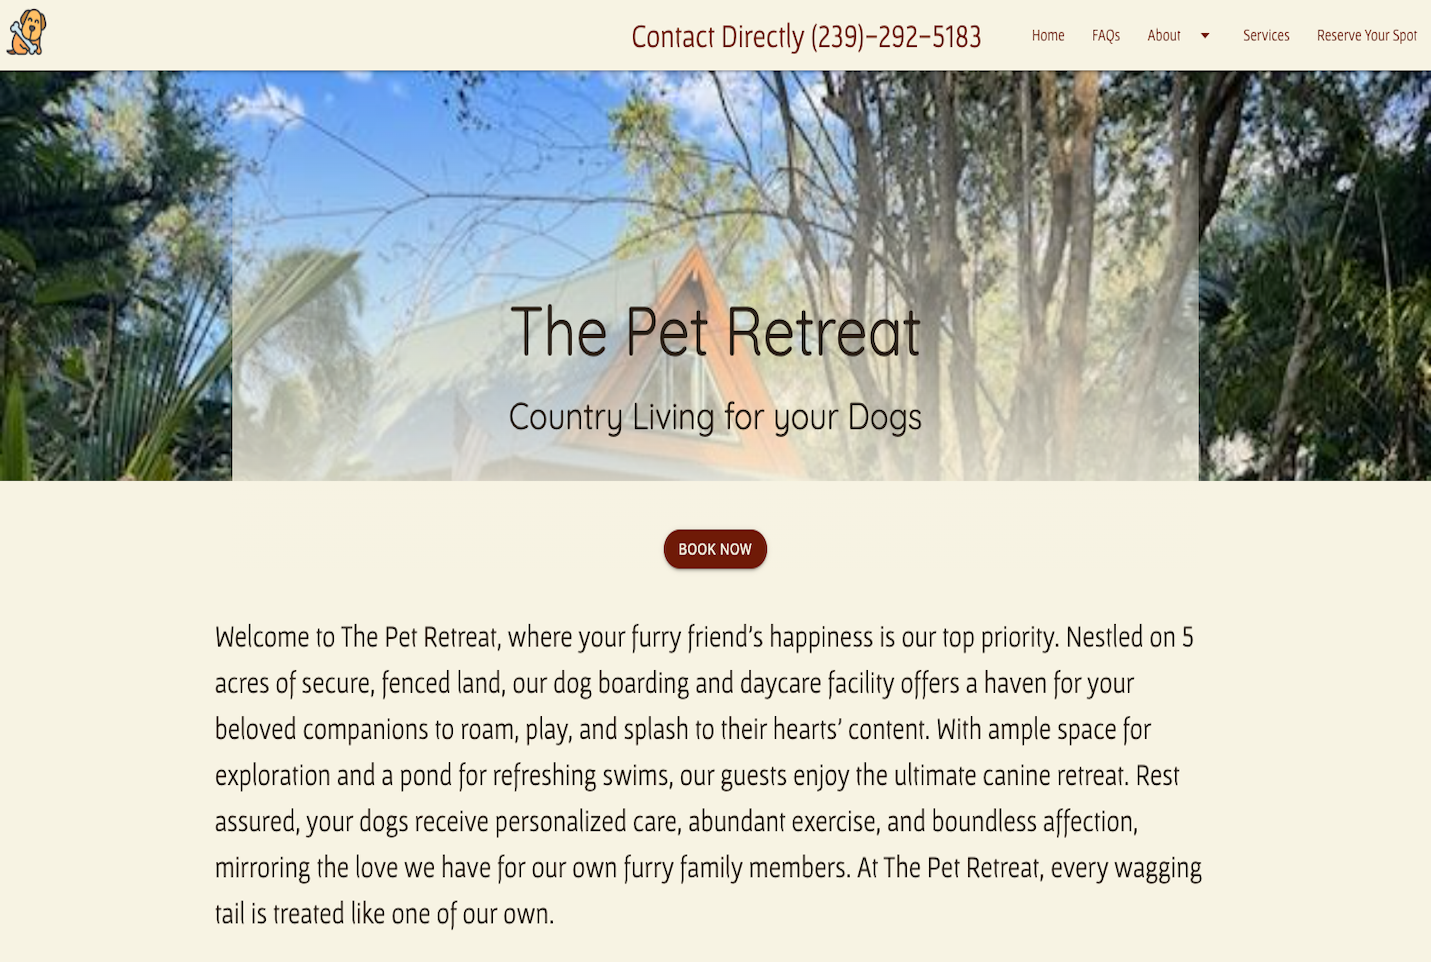 Contact Directly (239)-292-5183
Home FAQs About Services Reserve Your Spot
The Pet Retreat
Country Living for your Dogs
BOOK NOW
Welcome to The Pet Retreat, where your furry friend's happiness is our top priority. Nestled on 5
acres of secure, fenced land, our dog boarding and daycare facility offers a haven for your
beloved companions to roam, play, and splash to their hearts' content. With ample space for
exploration and a pond for refreshing swims, our guests enjoy the ultimate canine retreat. Rest
assured, your dogs receive personalized care, abundant exercise, and boundless affection,
mirroring the love we have for our own furry family members. At The Pet Retreat, every wagging
tail is treated like one of our own.